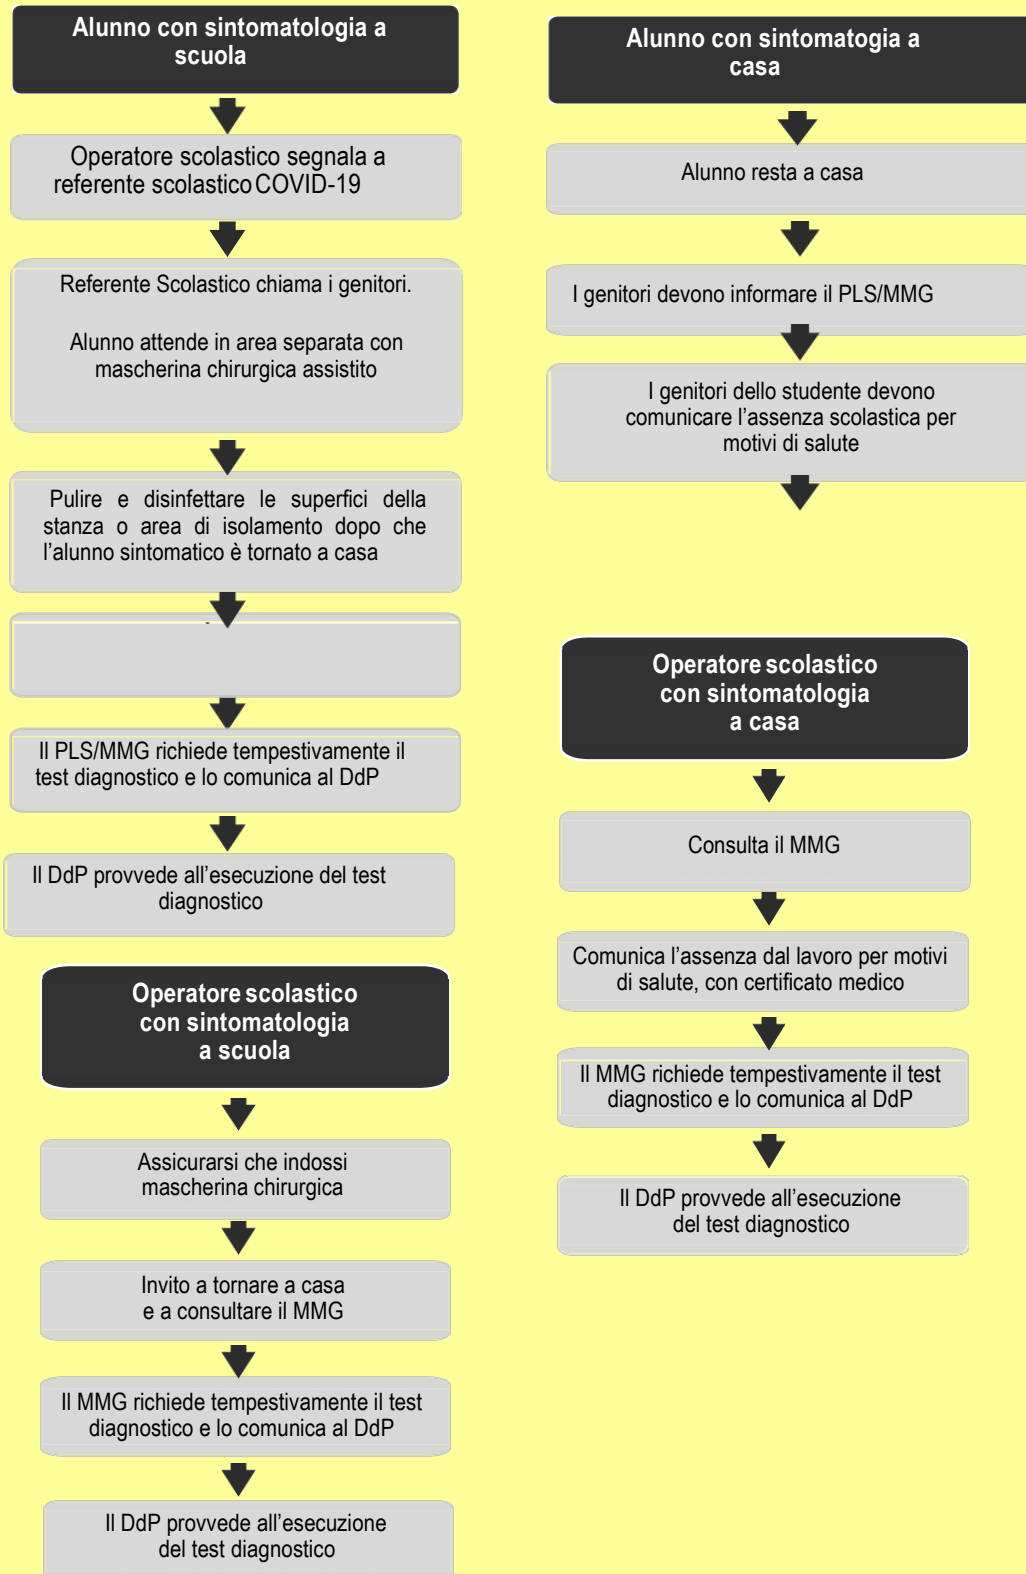 Alunno con sintomatologia a
scuola
Operatore scolastico segnala a
referente scolastico COVID-19
Referente Scolastico chiama i genitori.
Alunno attende in area separata con
mascherina chirurgica assistito
Pulire e disinfettare le superfici della
stanza o area di isolamento dopo che
l'alunno sintomatico è tornato a casa
Il PLS/MMG richiede tempestivamente il
test diagnostico e lo comunica al DdP
Il DdP provvede all'esecuzione del test
diagnostico
Operatore scolastico
con sintomatologia
a scuola
Assicurarsi che indossi
mascherina chirurgica
Invito a tornare a casa
e a consultare il MMG
Il MMG richiede tempestivamente il test
diagnostico e lo comunica al DdP
Il DdP provvede all'esecuzione
del test diagnostico
Alunno con sintomatogia a
casa
Alunno resta a casa
I genitori devono informare il PLS/MMG
I genitori dello studente devono
comunicare l'assenza scolastica per
motivi di salute
Operatore scolastico
con sintomatologia
a casa
Consulta il MMG
Comunica l'assenza dal lavoro per motivi
di salute, con certificato medico
Il MMG richiede tempestivamente il test
diagnostico e lo comunica al DdP
Il DdP provvede all'esecuzione
del test diagnostico